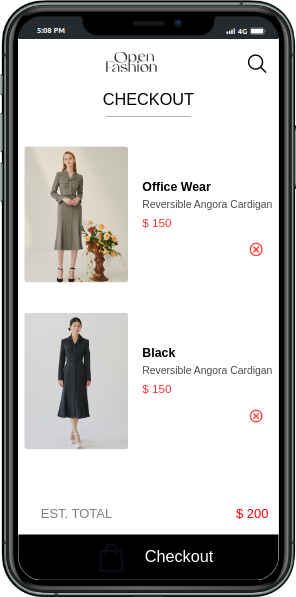 5:08 PM
4G
Open
Fashion
CHECKOUT
Office Wear
Reversible Angora Cardigan
$ 150
Black
Reversible Angora Cardigan
$ 150
EST. TOTAL
$ 200
Checkout